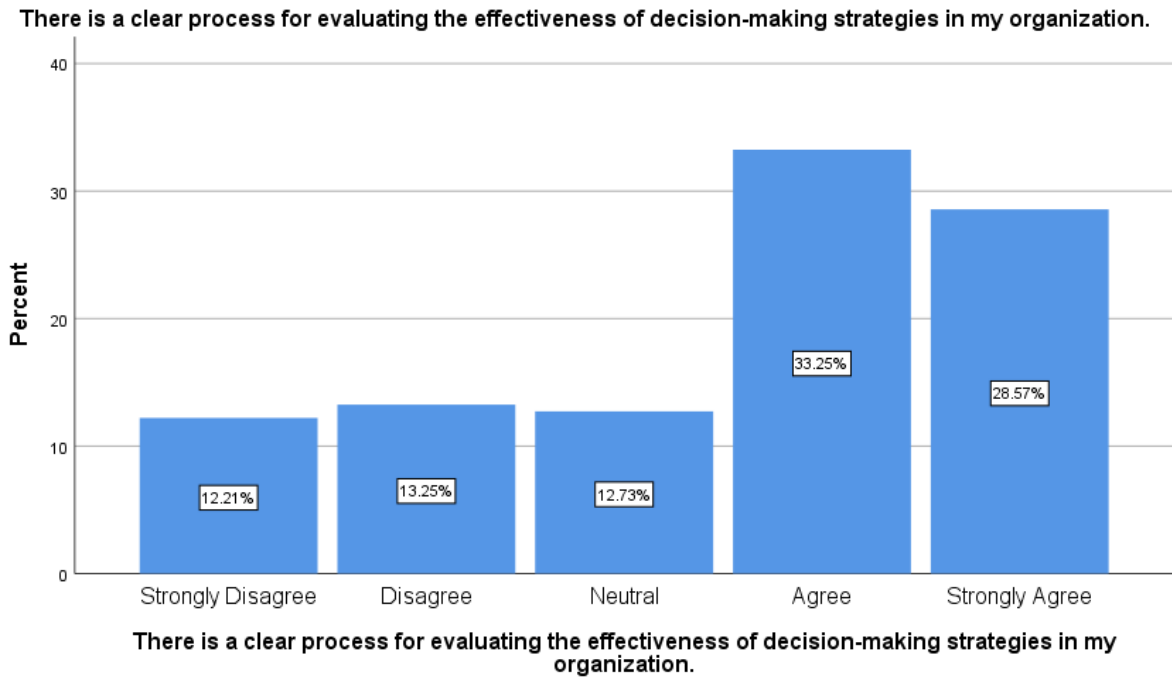 There is a clear process for evaluating the effectiveness of decision-making strategies in my organization.
40
30
20
10
0
Percent
12.21%
13.25%
12.73%
33.25%
28.57%
Strongly Disagree
Disagree
Neutral
Agree
Strongly Agree
There is a clear process for evaluating the effectiveness of decision-making strategies in my
organization.